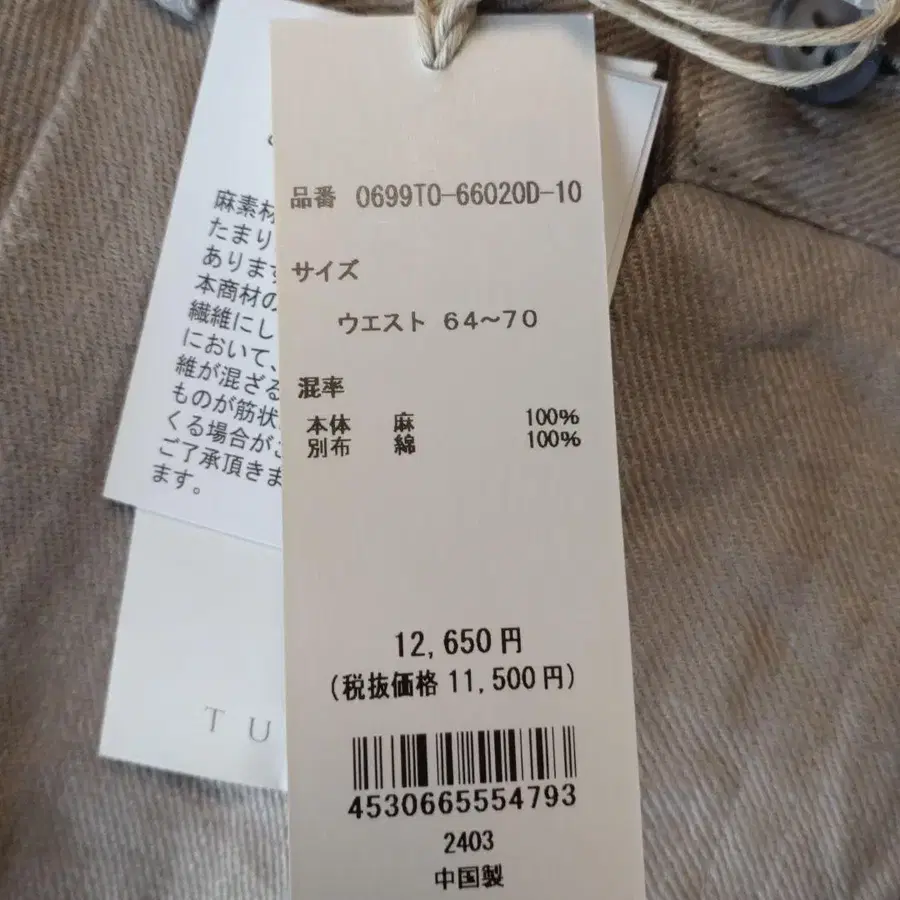 品番 0699T0-66020D-10
サイズ
ウエスト 64～70
混率
本体 麻 100%
別布 綿 100%
12,650円
(税抜価格 11,500円)
4530665554793
2403
中国製
麻素材
たまり
あります
本商材の
繊維にし
において、
維が混ざる
ものが筋状
くる場合がご
ご了承頂きま
ます。
TU